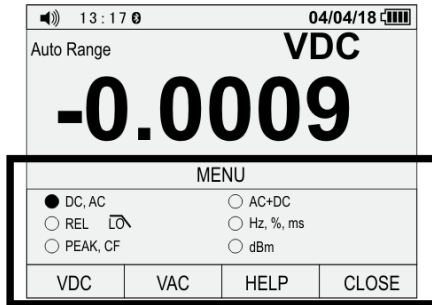 13:17 04/04/18
Auto Range VDC
-0.0009
MENU
DC, AC AC+DC
REL LO Hz, %, ms
PEAK, CF dBm
VDC VAC HELP CLOSE